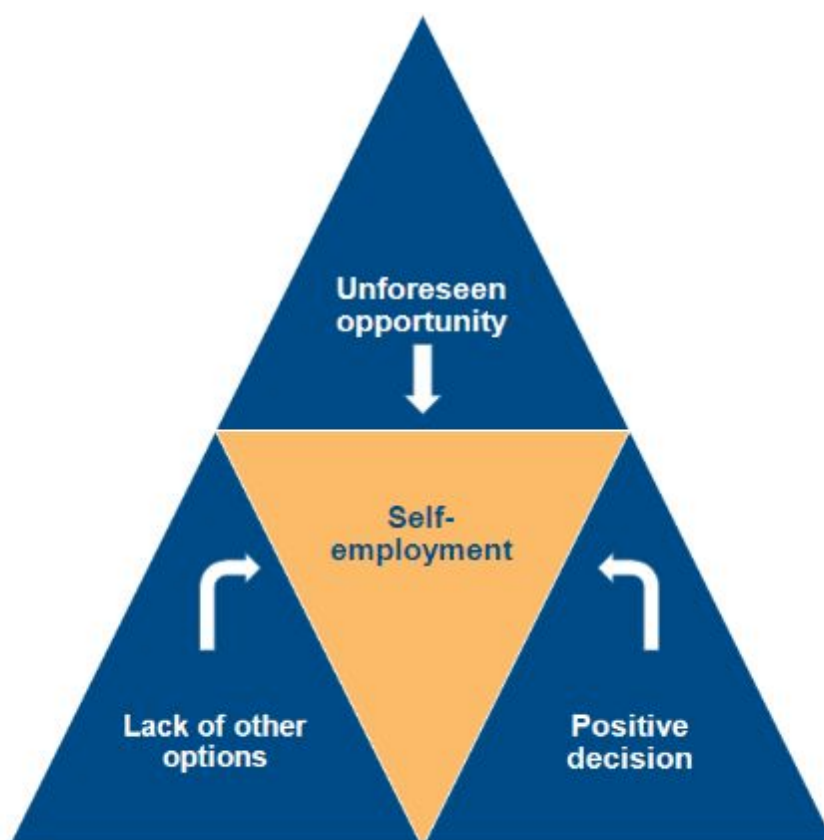 Unforeseen
opportunity
Self-
employment
Lack of other
options
Positive
decision